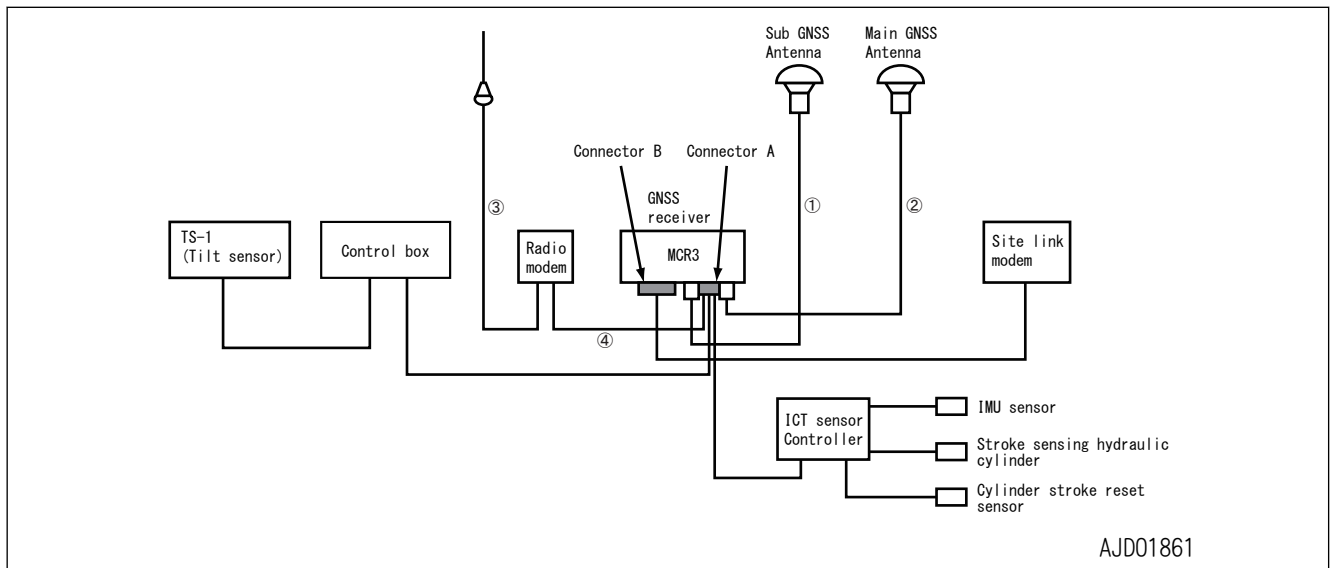 Sub GNSS
Antenna
Main GNSS
Antenna
Connector B
Connector A
③
GNSS
receiver
①
②
TS-1
(Tilt sensor)
Control box
Radio
modem
MCR3
Site link
modem
④
ICT sensor
Controller
IMU sensor
Stroke sensing hydraulic
cylinder
Cylinder stroke reset
sensor
AJD01861